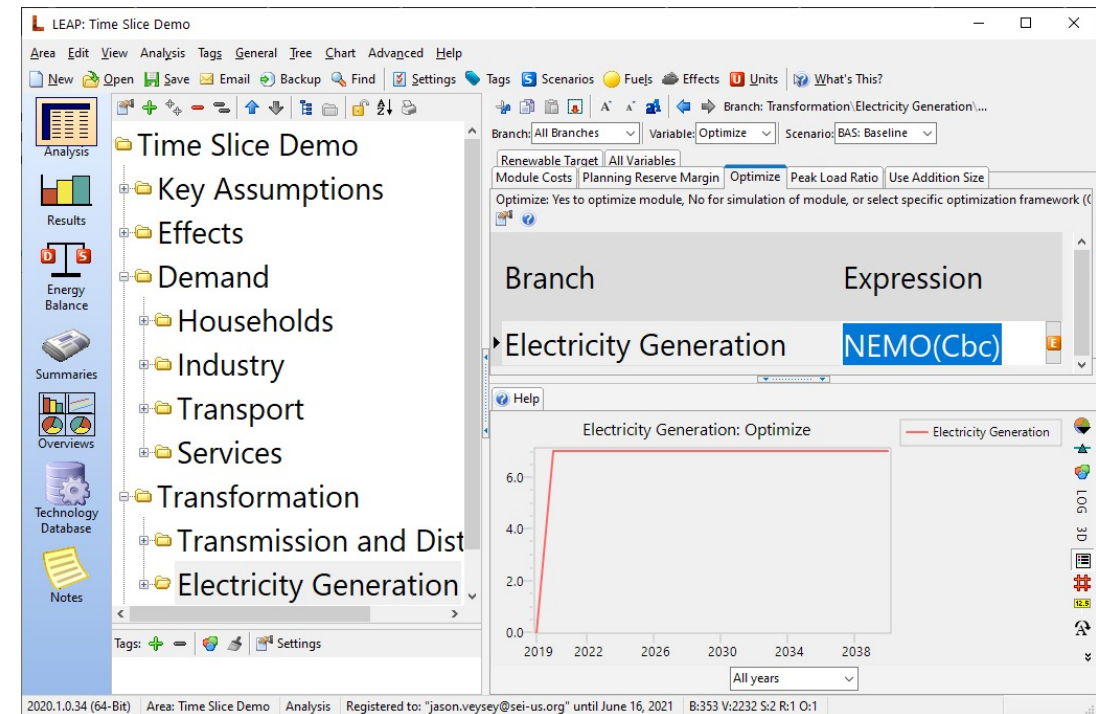 LEAP: Time Slice Demo
Area Edit View Analysis Tags General Tree Chart Advanced Help
New Open Save Email Backup Find Settings Tags Scenarios Fuels Effects Units What's This?
Branch: Transformation\Electricity Generation\...
Branch: All Branches Variable: Optimize Scenario: BAS: Baseline
Renewable Target All Variables
Module Costs Planning Reserve Margin Optimize Peak Load Ratio Use Addition Size
Optimize: Yes to optimize module, No for simulation of module, or select specific optimization framework (
Branch Expression
Electricity Generation NEMO(Cbc) E
Analysis
Results
Energy
Balance
Summaries
Overviews
Technology
Database
Notes
Time Slice Demo
Key Assumptions
Effects
Demand
Households
Industry
Transport
Services
Transformation
Transmission and Dist
Electricity Generation
Tags: Settings
Help
Electricity Generation: Optimize
Electricity Generation
6.0
4.0
2.0
0.0
2019 2022 2026 2030 2034 2038
All years
LOG
3D
12.5
2020.1.0.34 (64-Bit) Area: Time Slice Demo Analysis Registered to: "jason.veysey@sei-us.org" until June 16, 2021 B:353 V:2232 S:2 R:1 O:1